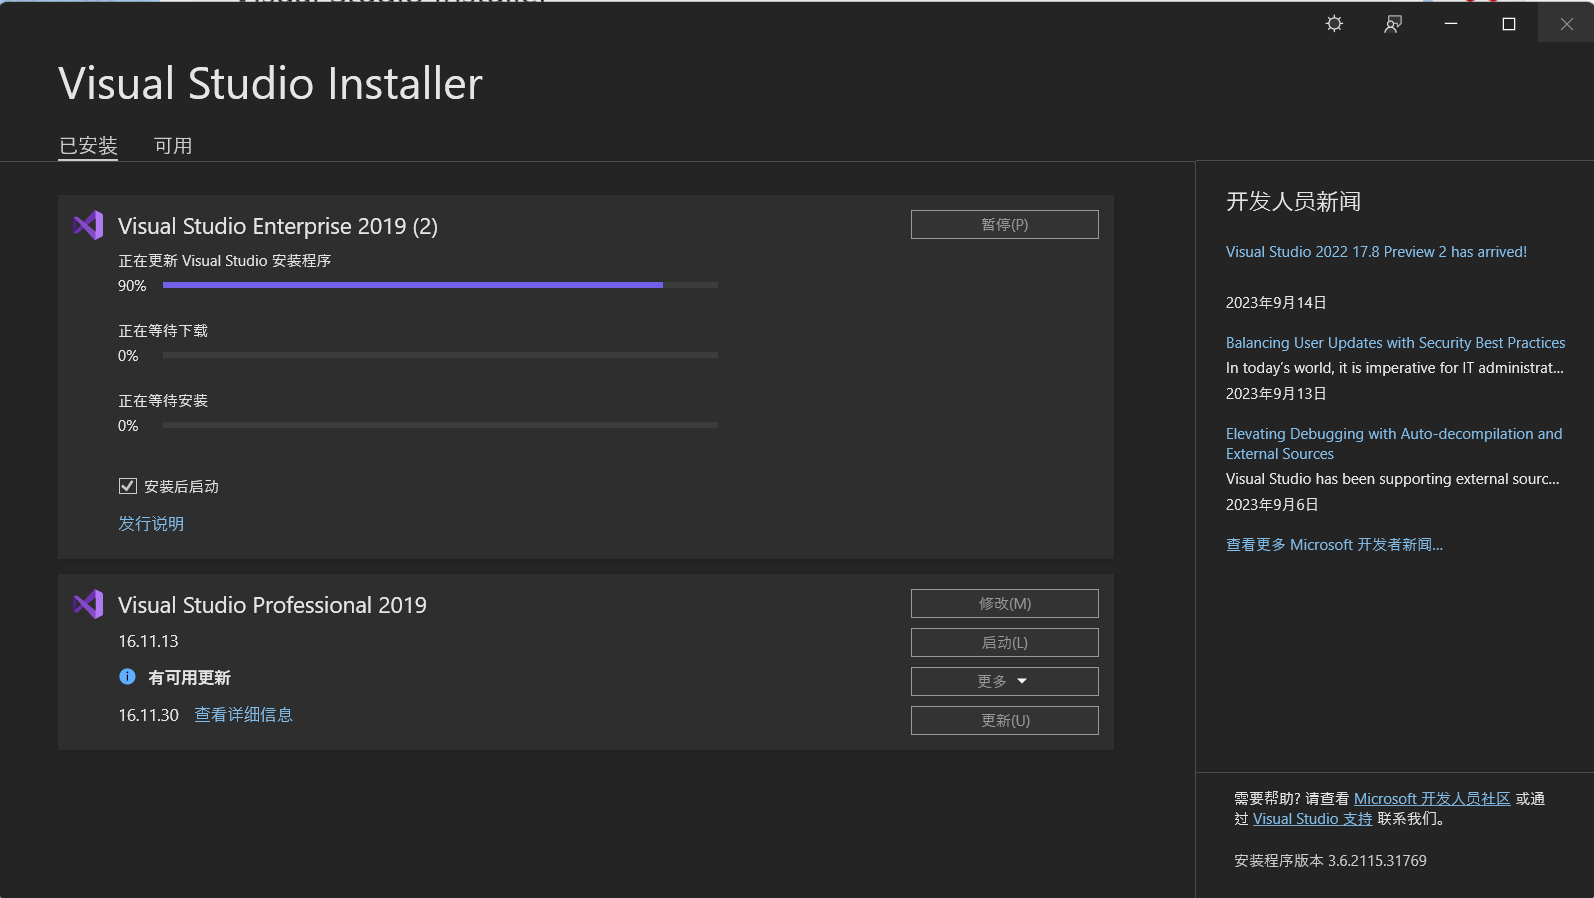 Visual Studio Installer
已安装
可用
Visual Studio Enterprise 2019 (2)
暂停(P)
正在更新 Visual Studio 安装程序
90%
正在等待下载
0%
正在等待安装
0%
安装后启动
发行说明
Visual Studio Professional 2019
16.11.13
有可用更新
16.11.30 查看详细信息
修改(M)
启动(L)
更多
更新(U)
开发人员新闻
Visual Studio 2022 17.8 Preview 2 has arrived!
2023年9月14日
Balancing User Updates with Security Best Practices
In today’s world, it is imperative for IT administrat...
2023年9月13日
Elevating Debugging with Auto-decompilation and
External Sources
Visual Studio has been supporting external sourc...
2023年9月6日
查看更多 Microsoft 开发者新闻...
需要帮助? 请查看 Microsoft 开发人员社区 或通
过 Visual Studio 支持 联系我们。
安装程序版本 3.6.2115.31769